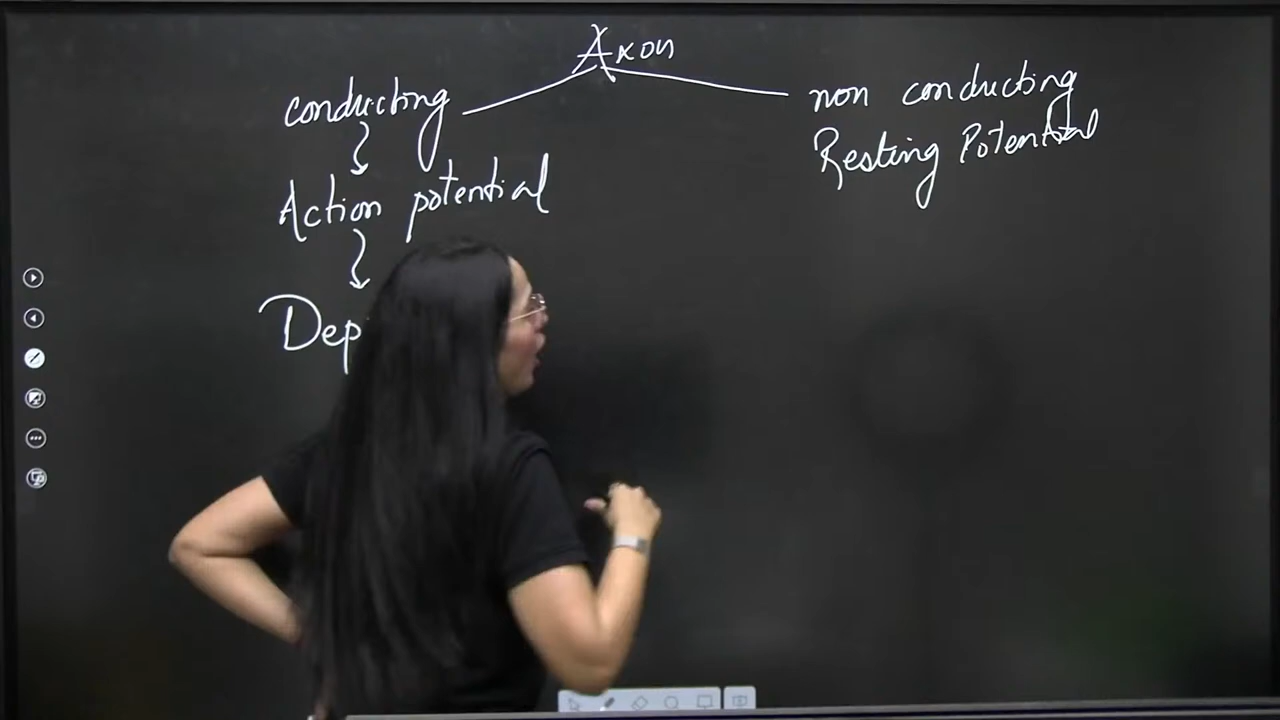 Axon
conducting
non conducting
Resting Potential
Action potential
Dep